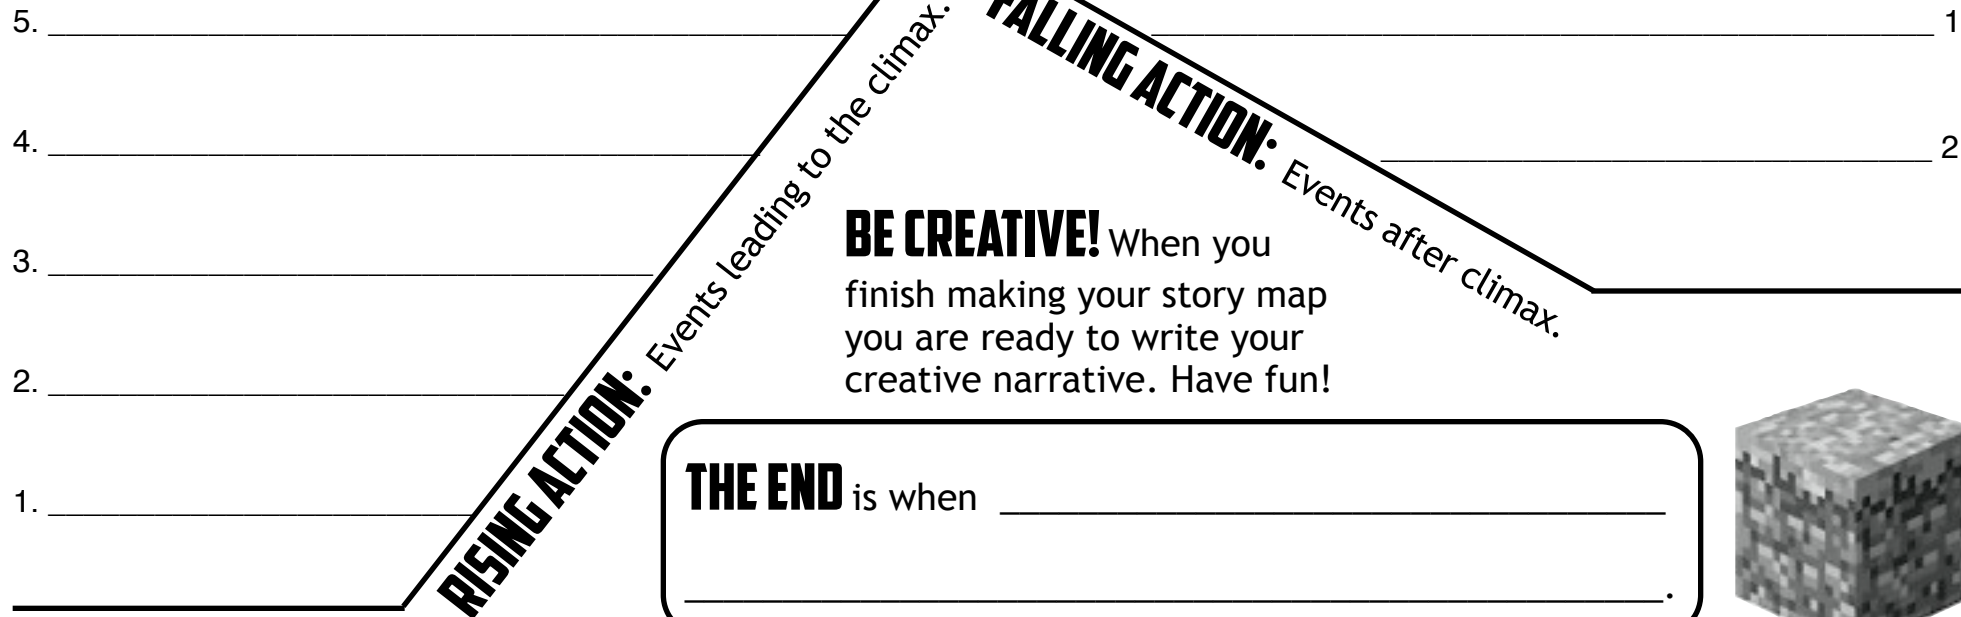 5.
1
4.
2
3.
2.
1.
RISING ACTION: Events leading to the climax.
FALLING ACTION: Events after climax.
BE CREATIVE! When you
finish making your story map
you are ready to write your
creative narrative. Have fun!
THE END is when
.